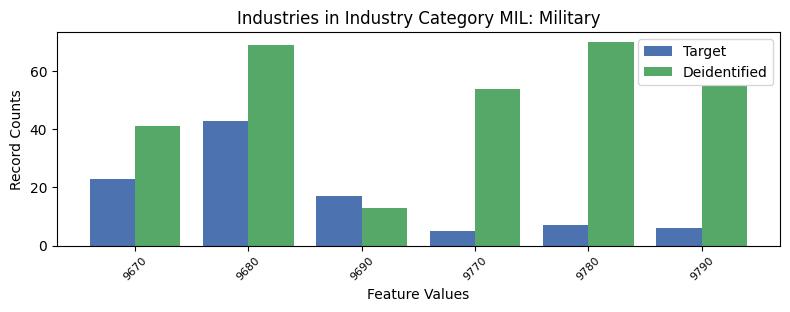 Industries in Industry Category MIL: Military
Target
Deidentified
Record Counts
60
40
20
0
9670 9680 9690 9770 9780 9790
Feature Values